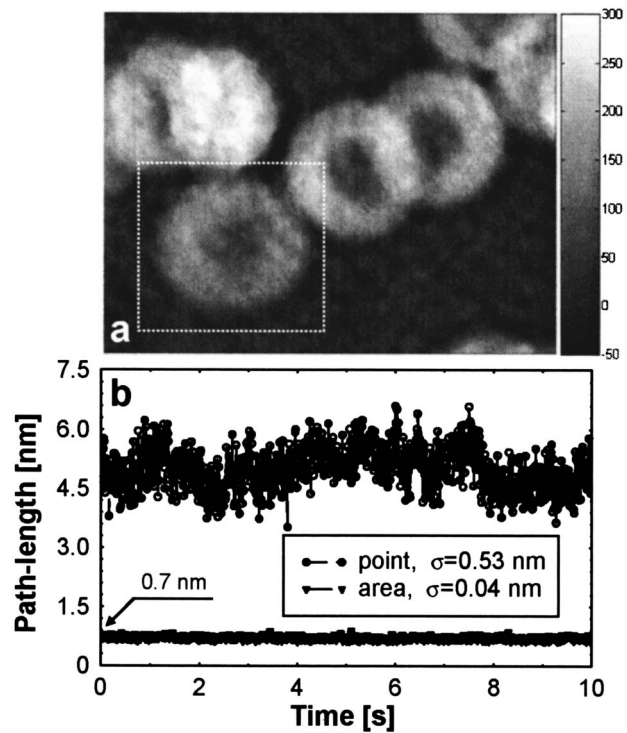 300
250
200
150
100
50
0
-50
a
b
7.5
6.0
4.5
3.0
1.5
0
Path-length [nm]
point, σ=0.53 nm
area, σ=0.04 nm
0.7 nm
0 2 4 6 8 10
Time [s]